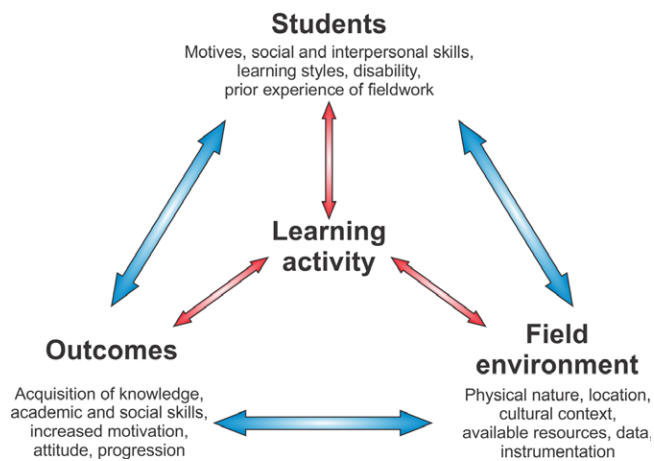 Students
Motives, social and interpersonal skills,
learning styles, disability,
prior experience of fieldwork
Learning
activity
Outcomes
Acquisition of knowledge,
academic and social skills,
increased motivation,
attitude, progression
Field
environment
Physical nature, location,
cultural context,
available resources, data,
instrumentation